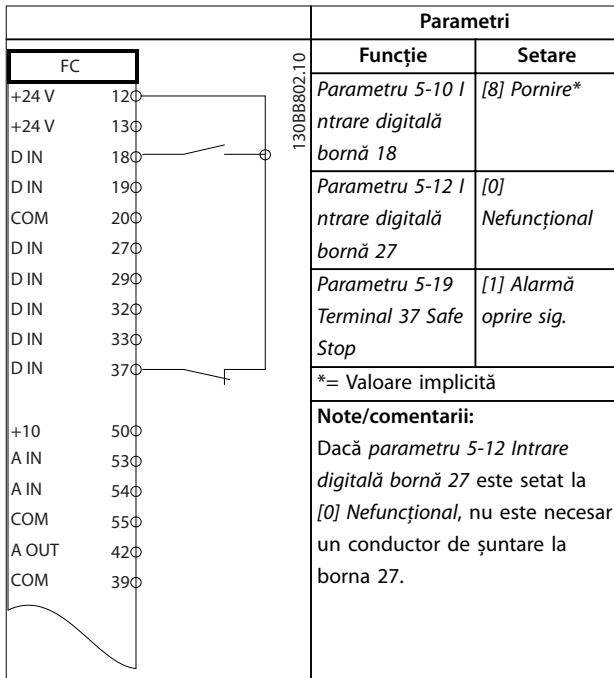 FC
+24 V 12
+24 V 13
D IN 18
D IN 19
COM 20
D IN 27
D IN 29
D IN 32
D IN 33
D IN 37
+10 50
A IN 53
A IN 54
COM 55
A OUT 42
COM 39
130BB802.10
Parametri
Funcție Setare
Parametru 5-10 I [8] Pornire*
ntrare digitală
bornă 18
Parametru 5-12 I [0]
ntrare digitală Nefuncțional
bornă 27
Parametru 5-19 [1] Alarmă
Terminal 37 Safe oprire sig.
Stop
*= Valoare implicită
Note/comentarii:
Dacă parametru 5-12 Intrare
digitală bornă 27 este setat la
[0] Nefuncțional, nu este necesar
un conductor de șuntare la
borna 27.